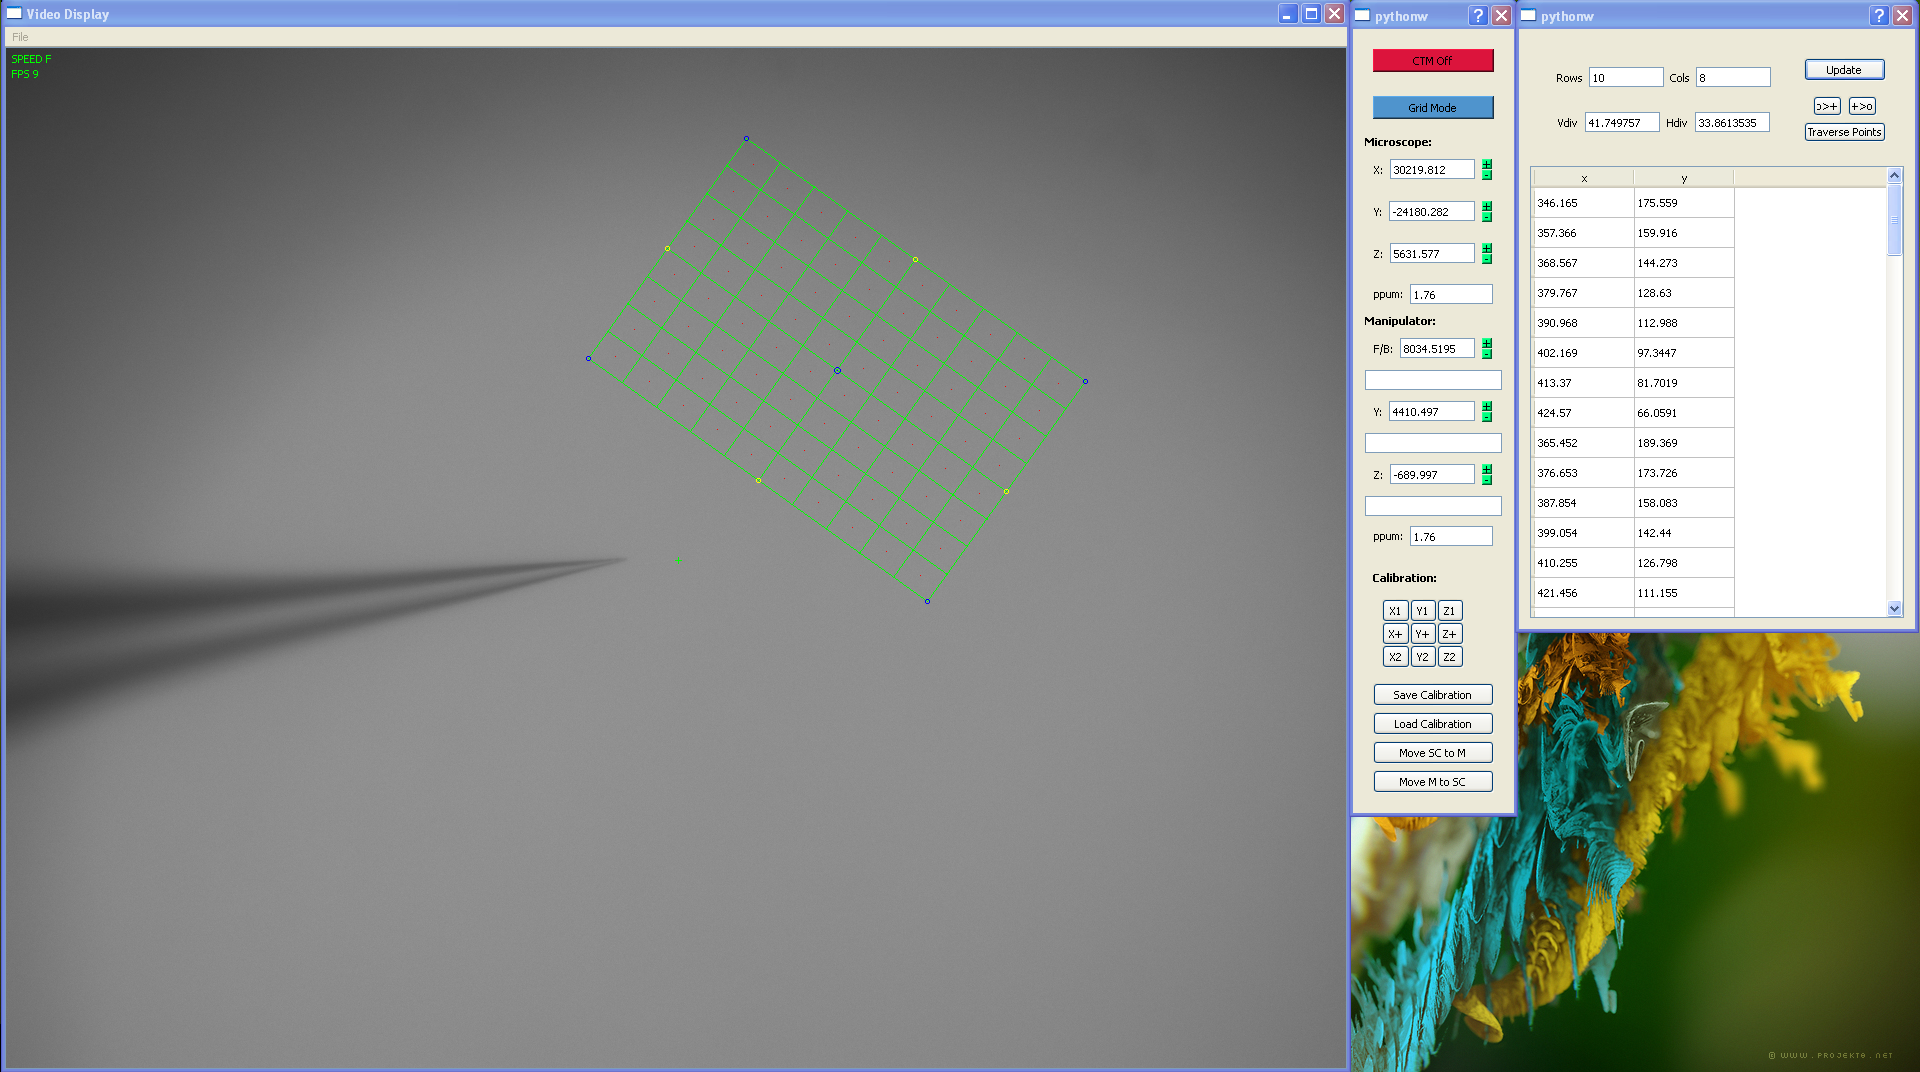 Video Display
File
SPEED F
FPS 9
pythonw
CTM Off
Grid Mode
Microscope:
X: 30219.812 + -
Y: -24180.282 + -
Z: 5631.577 + -
ppum: 1.76
Manipulator:
F/B: 8034.5195 + -
Y: 4410.497 + -
Z: -689.997 + -
ppum: 1.76
Calibration:
X1 Y1 Z1
X+ Y+ Z+
X2 Y2 Z2
Save Calibration
Load Calibration
Move SC to M
Move M to SC
pythonw
Rows 10 Cols 8 Update
Vdiv 41.749757 Hdiv 33.8613535 o>+ +>o
Traverse Points
x y
346.165 175.559
357.366 159.916
368.567 144.273
379.767 128.63
390.968 112.988
402.169 97.3447
413.37 81.7019
424.57 66.0591
365.452 189.369
376.653 173.726
387.854 158.083
399.054 142.44
410.255 126.798
421.456 111.155
© WWW.PROJEKTG.NET